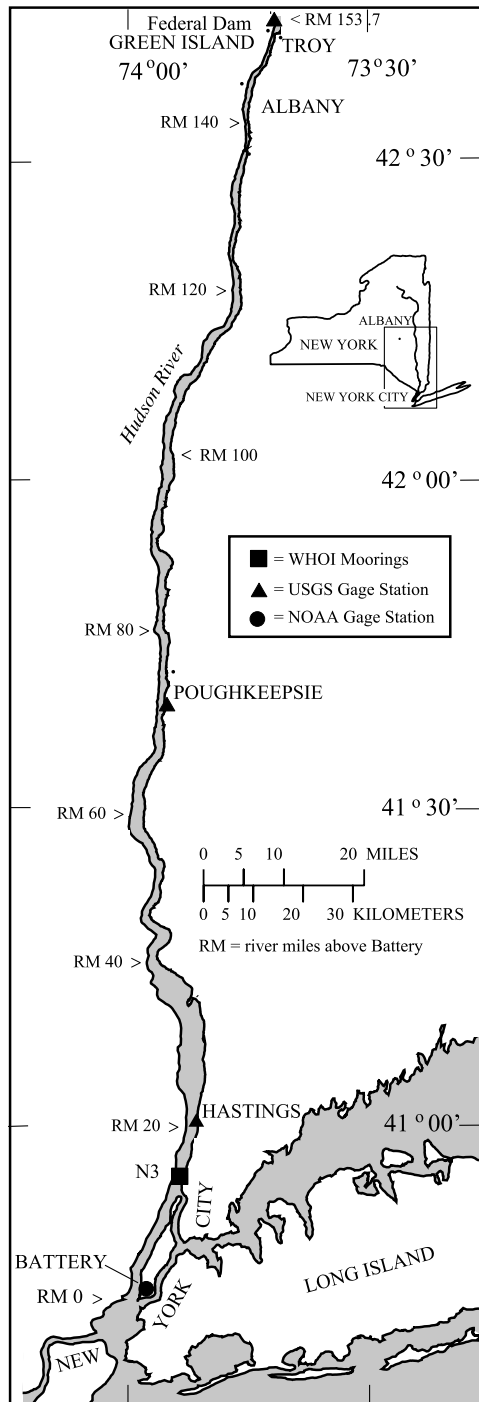 Federal Dam
< RM 153.7
GREEN ISLAND
TROY
74°00'
73°30'
ALBANY
RM 140 >
42°30'
RM 120 >
ALBANY
NEW YORK
NEW YORK CITY
Hudson River
< RM 100
42°00'
= WHOI Moorings
= USGS Gage Station
= NOAA Gage Station
RM 80 >
POUGHKEEPSIE
RM 60 >
41°30'
0 5 10 20 MILES
0 5 10 20 30 KILOMETERS
RM = river miles above Battery
RM 40 >
HASTINGS
RM 20 >
41°00'
N3
BATTERY
RM 0 >
LONG ISLAND
NEW
YORK
CITY